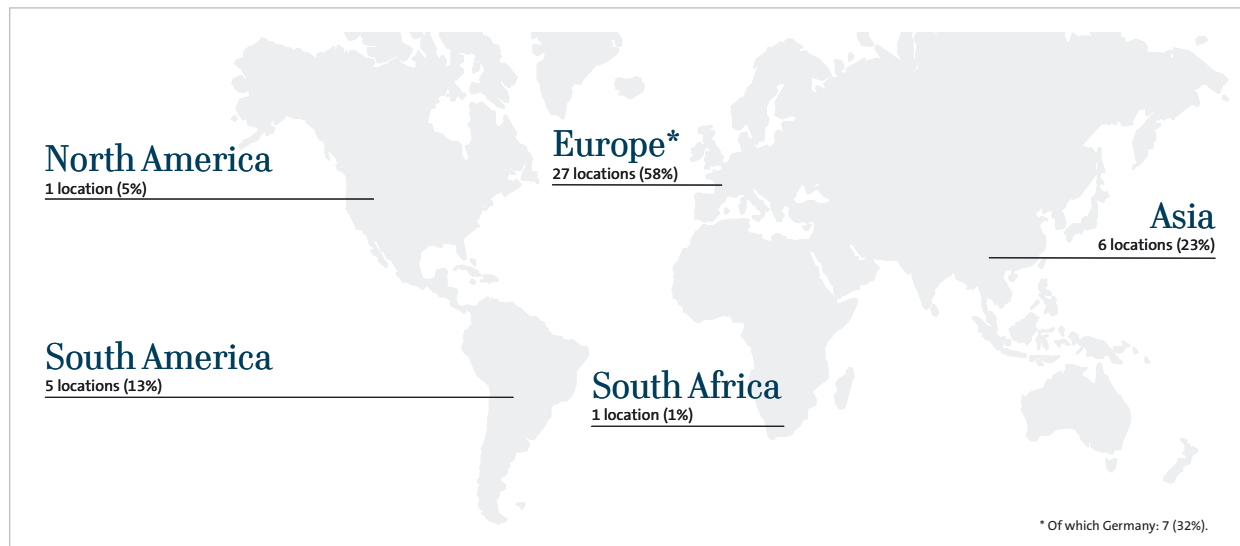 North America
1 location (5%)
Europe*
27 locations (58%)
Asia
6 locations (23%)
South America
5 locations (13%)
South Africa
1 location (1%)
* Of which Germany: 7 (32%).